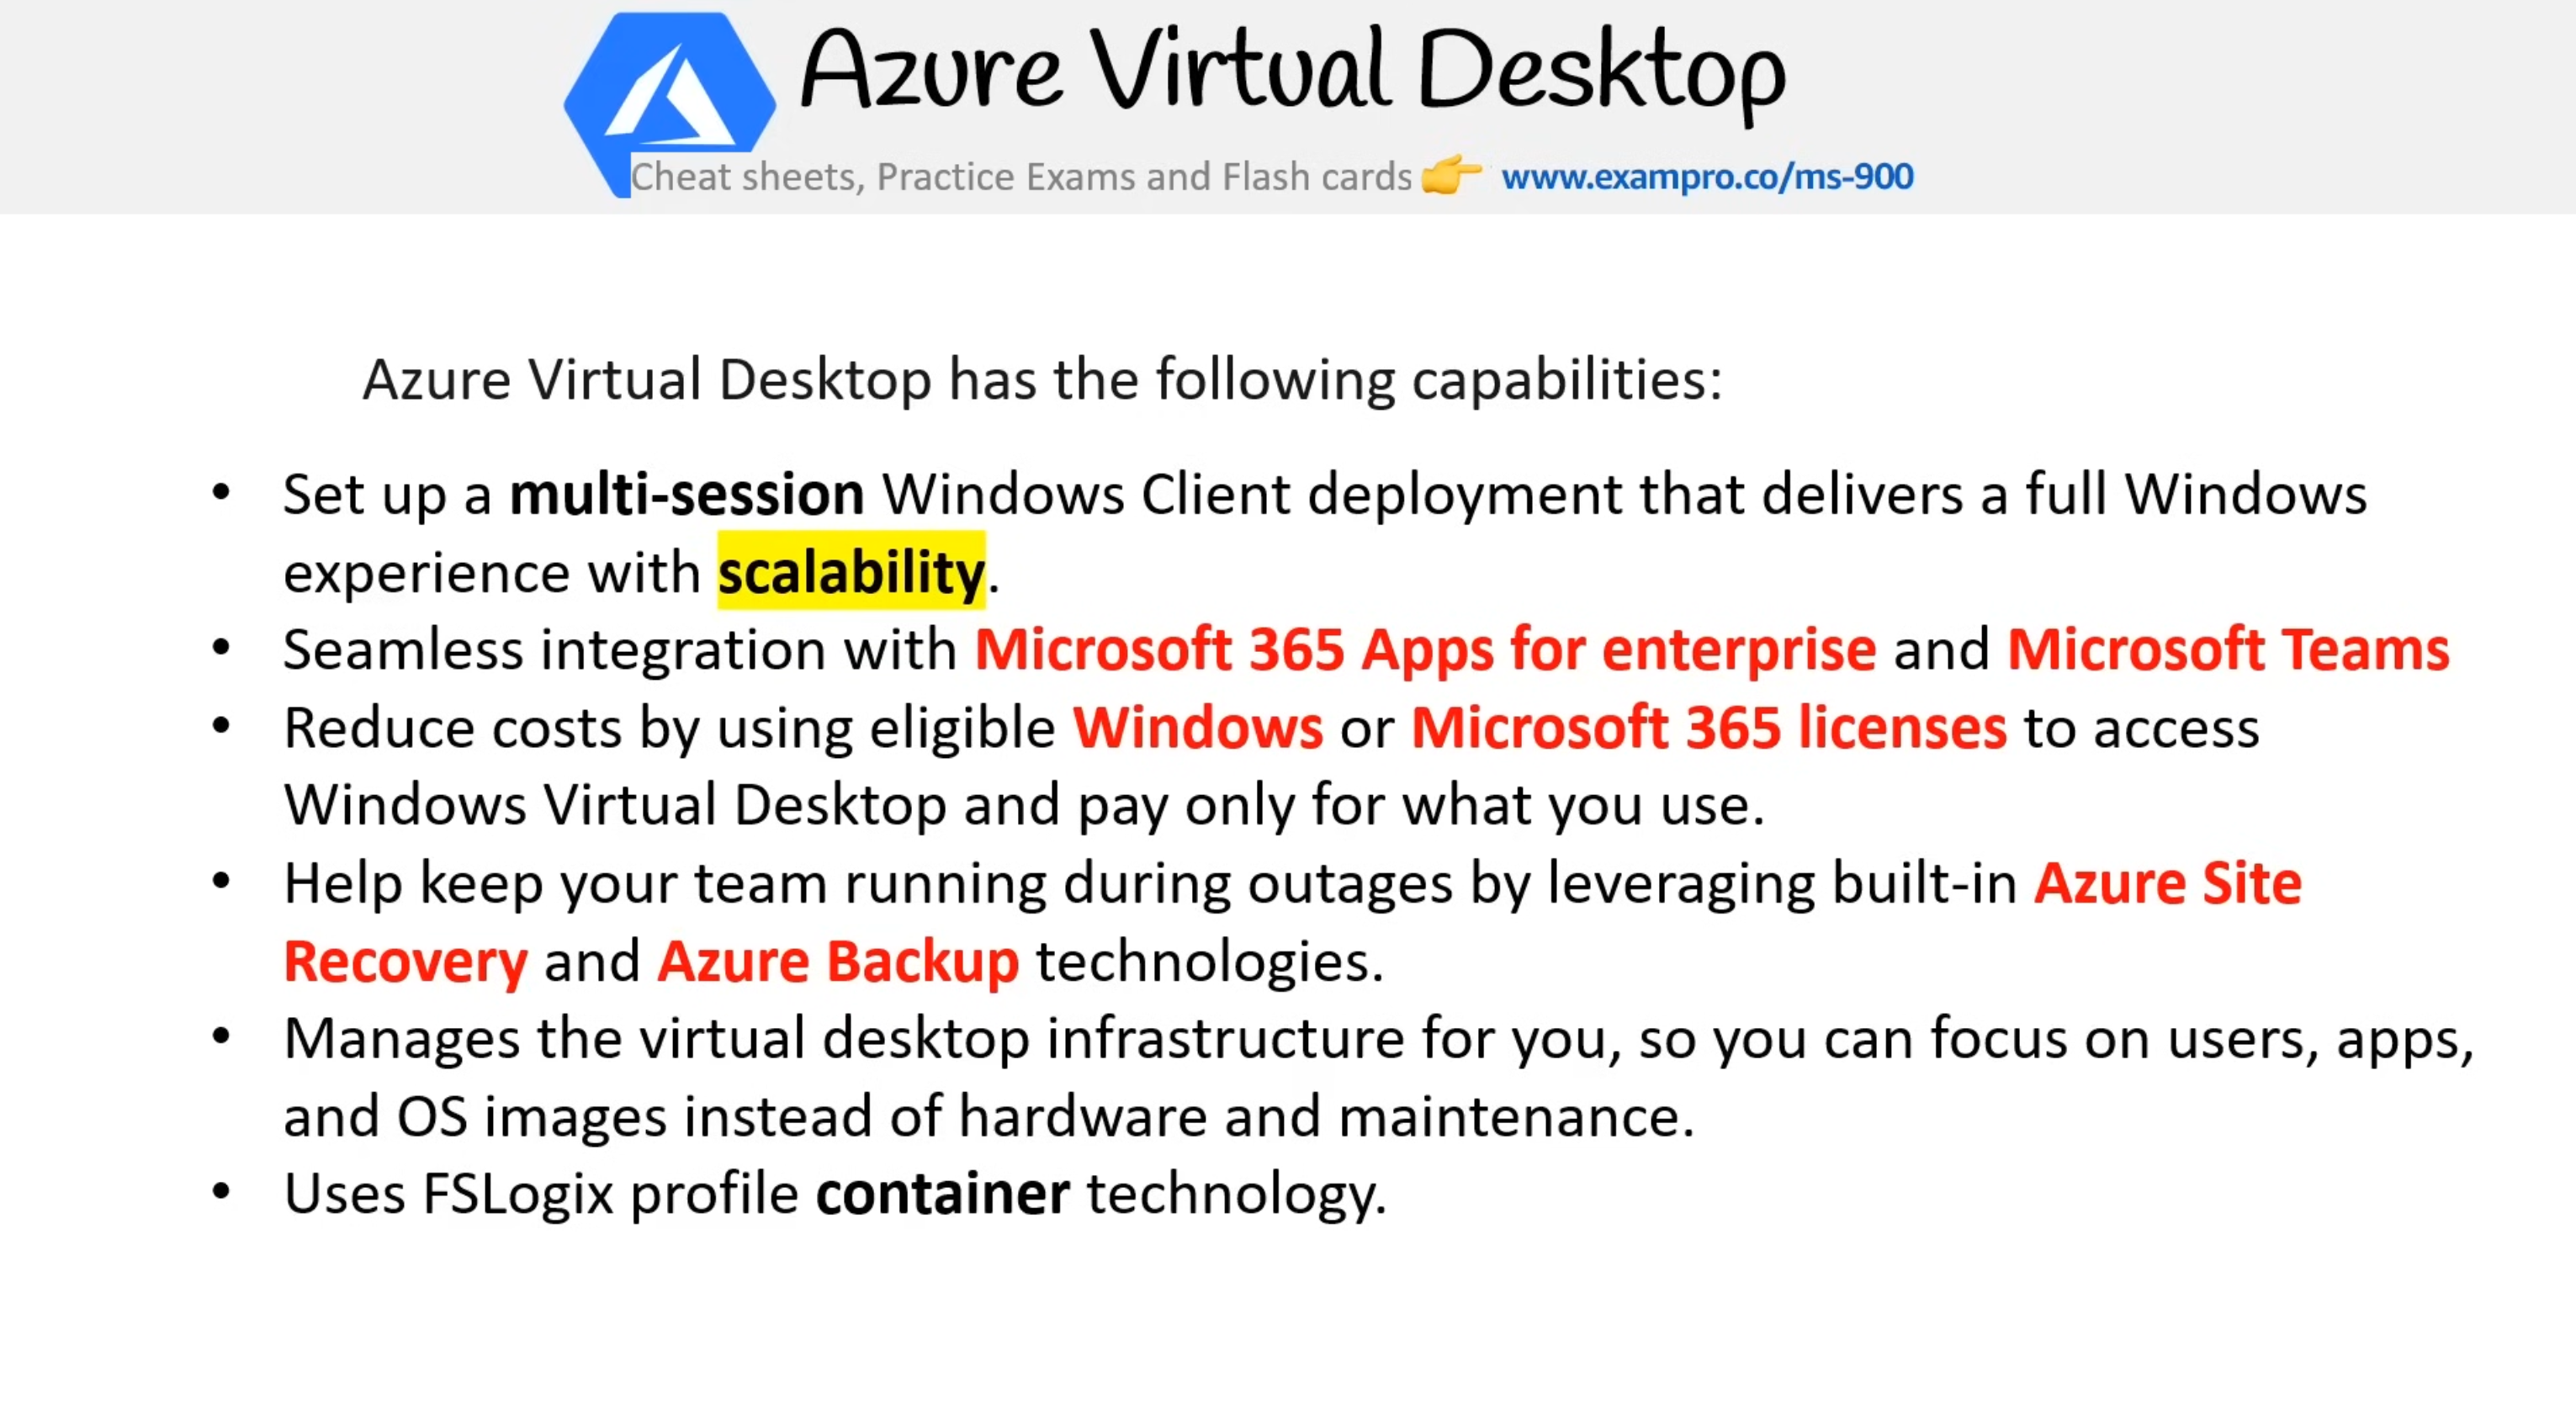 Azure Virtual Desktop
Cheat sheets, Practice Exams and Flash cards 👉 www.exampro.co/ms-900
Azure Virtual Desktop has the following capabilities:
• Set up a multi-session Windows Client deployment that delivers a full Windows
experience with scalability.
• Seamless integration with Microsoft 365 Apps for enterprise and Microsoft Teams
• Reduce costs by using eligible Windows or Microsoft 365 licenses to access
Windows Virtual Desktop and pay only for what you use.
• Help keep your team running during outages by leveraging built-in Azure Site
Recovery and Azure Backup technologies.
• Manages the virtual desktop infrastructure for you, so you can focus on users, apps,
and OS images instead of hardware and maintenance.
• Uses FSLogix profile container technology.